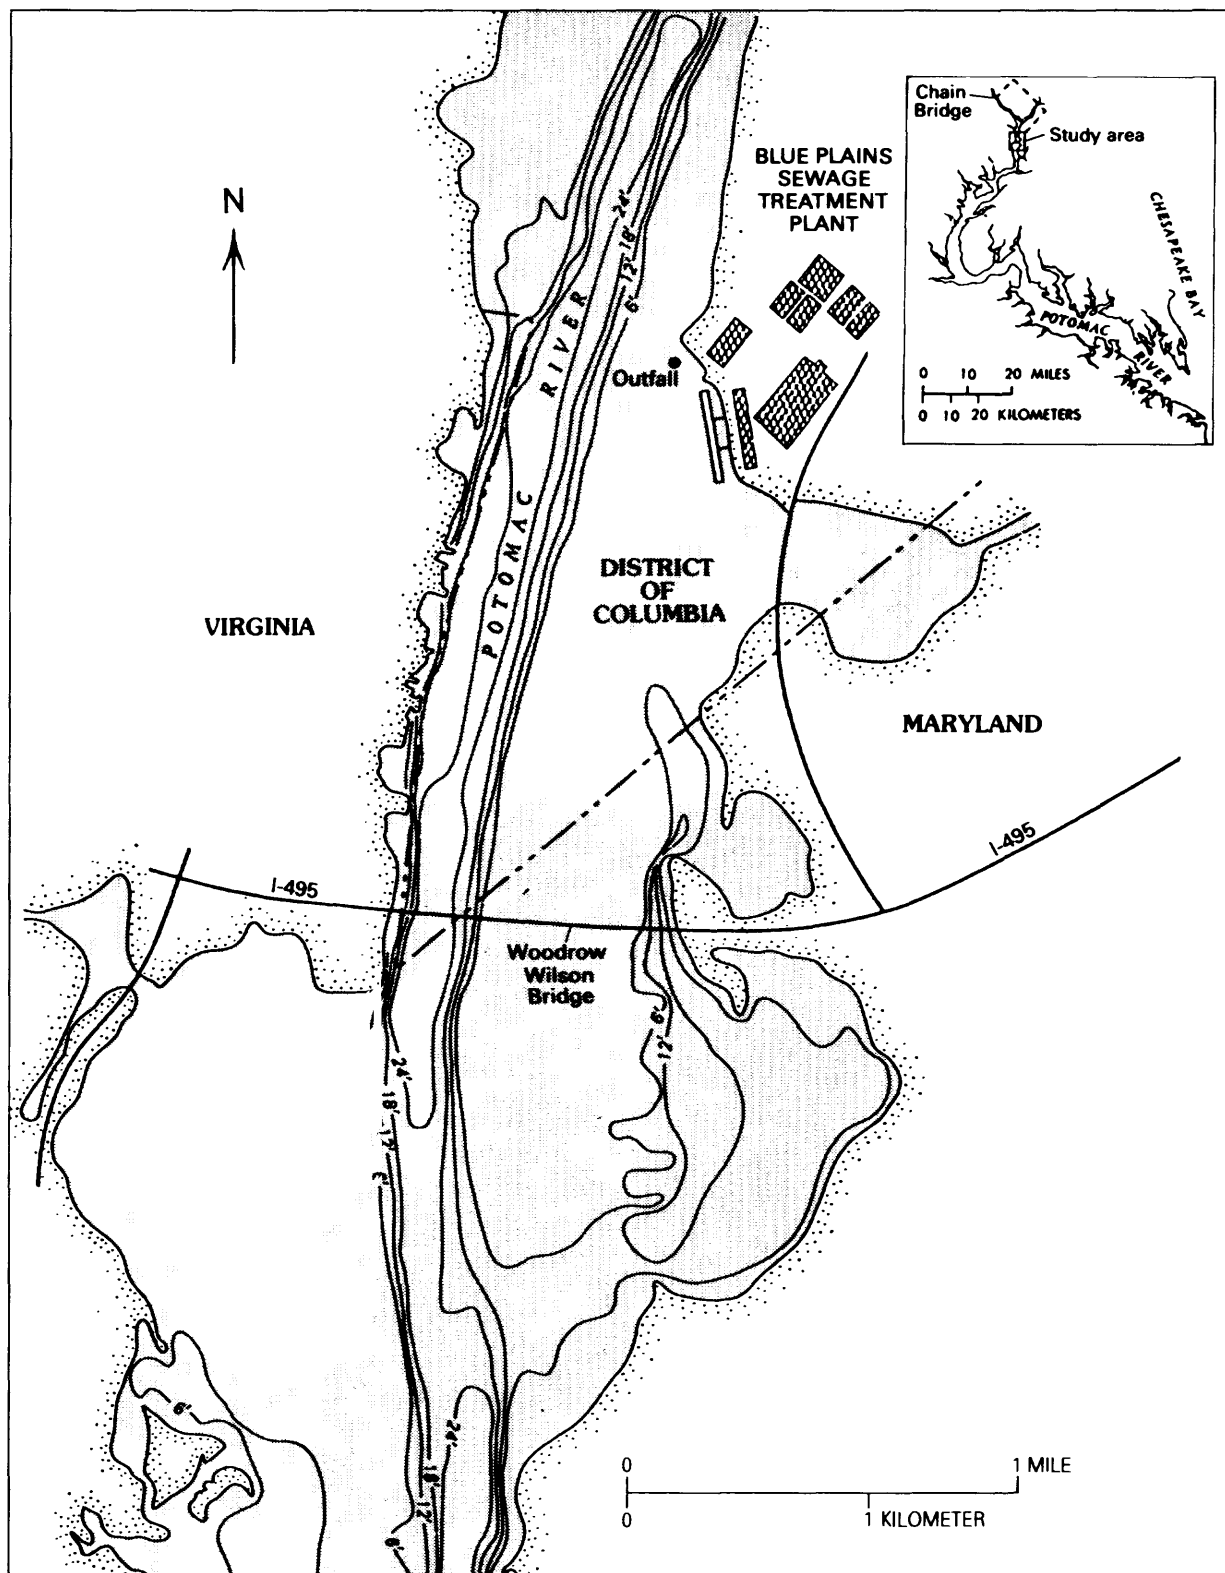 N
BLUE PLAINS
SEWAGE
TREATMENT
PLANT
Chain
Bridge
Study area
CHESAPEAKE BAY
POTOMAC
RIVER
0 10 20 MILES
0 10 20 KILOMETERS
24'
18'
12'
6'
POTOMAC RIVER
Outfall
DISTRICT
OF
COLUMBIA
VIRGINIA
MARYLAND
I-495
I-495
Woodrow
Wilson
Bridge
6'
12'
24'
18'
12'
6'
6'
24'
18'
12'
6'
0 1 MILE
0 1 KILOMETER